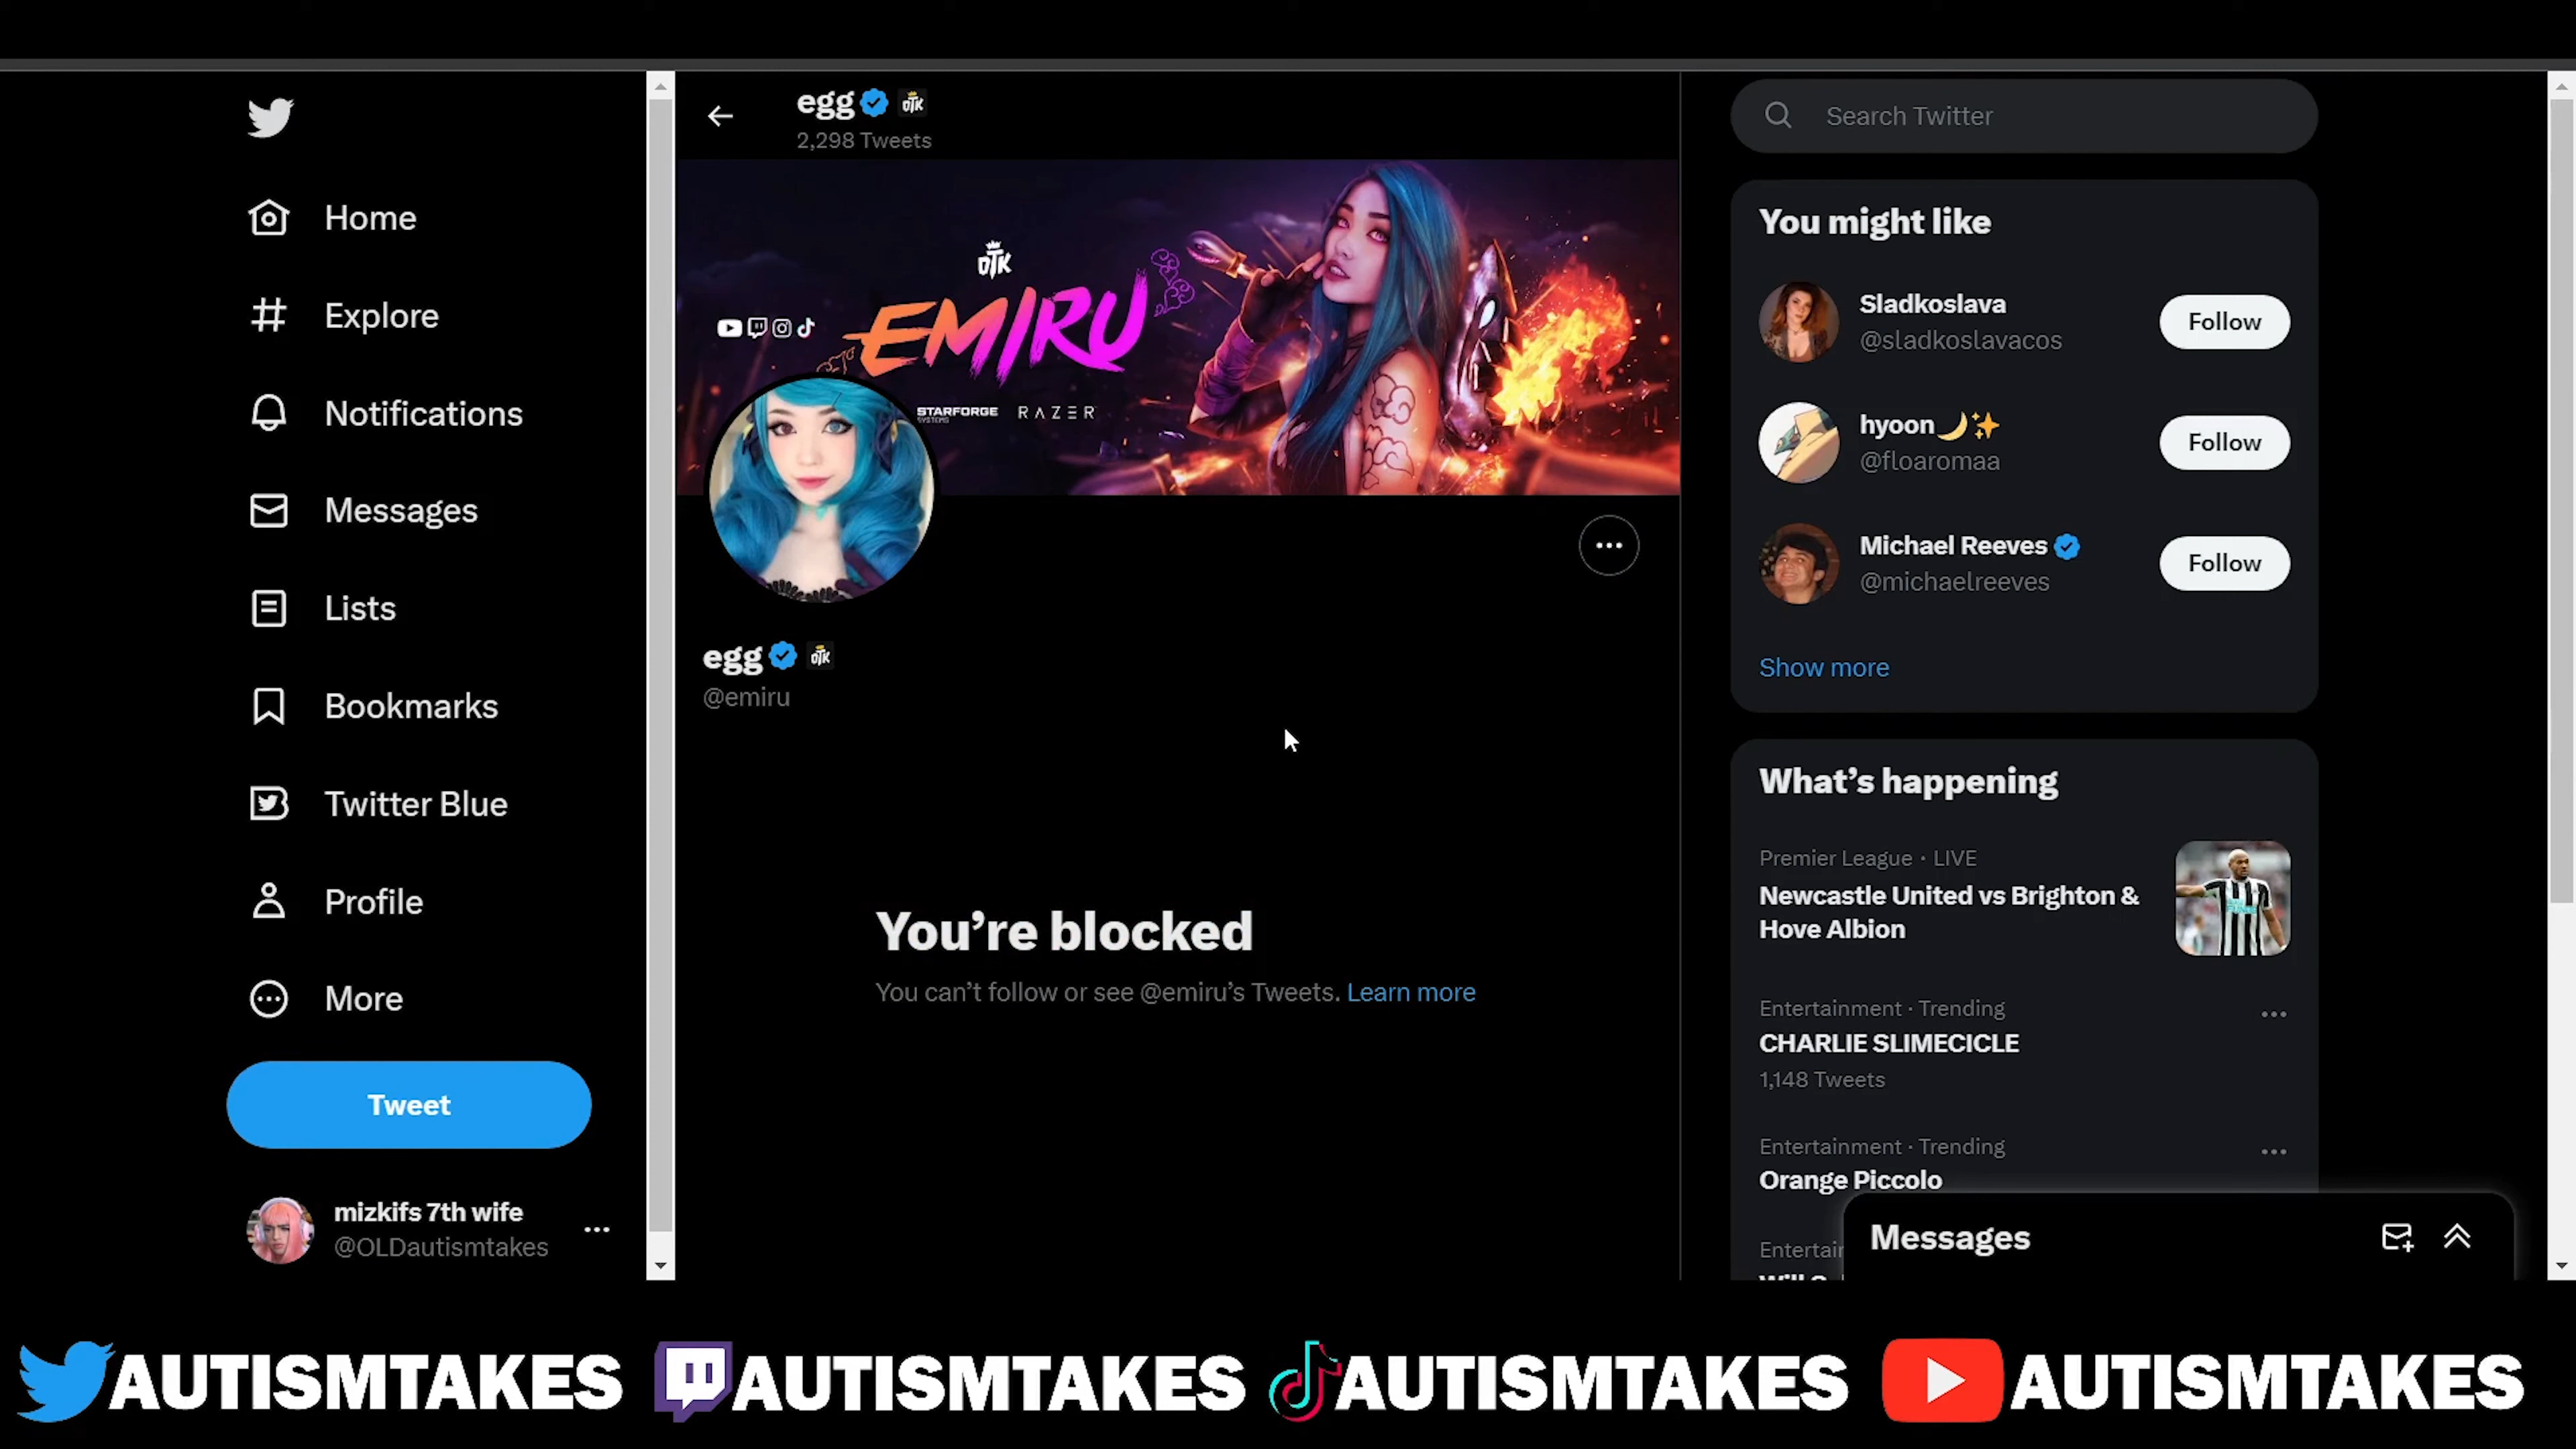 Home
Explore
Notifications
Messages
Lists
Bookmarks
Twitter Blue
Profile
More
Tweet
mizkifs 7th wife
@OLDautismtakes
egg
OTK
2,298 Tweets
OTK
EMIRU
STARFORGE
SYSTEMS
RAZER
egg
OTK
@emiru
You're blocked
You can't follow or see @emiru's Tweets. Learn more
Search Twitter
You might like
Sladkoslava
@sladkoslavacos
Follow
hyoon🌙✨
@floaromaa
Follow
Michael Reeves
@michaelreeves
Follow
Show more
What's happening
Premier League · LIVE
Newcastle United vs Brighton &
Hove Albion
Entertainment · Trending
CHARLIE SLIMECICLE
1,148 Tweets
Entertainment · Trending
Orange Piccolo
Messages
AUTISMTAKES
AUTISMTAKES
AUTISMTAKES
AUTISMTAKES